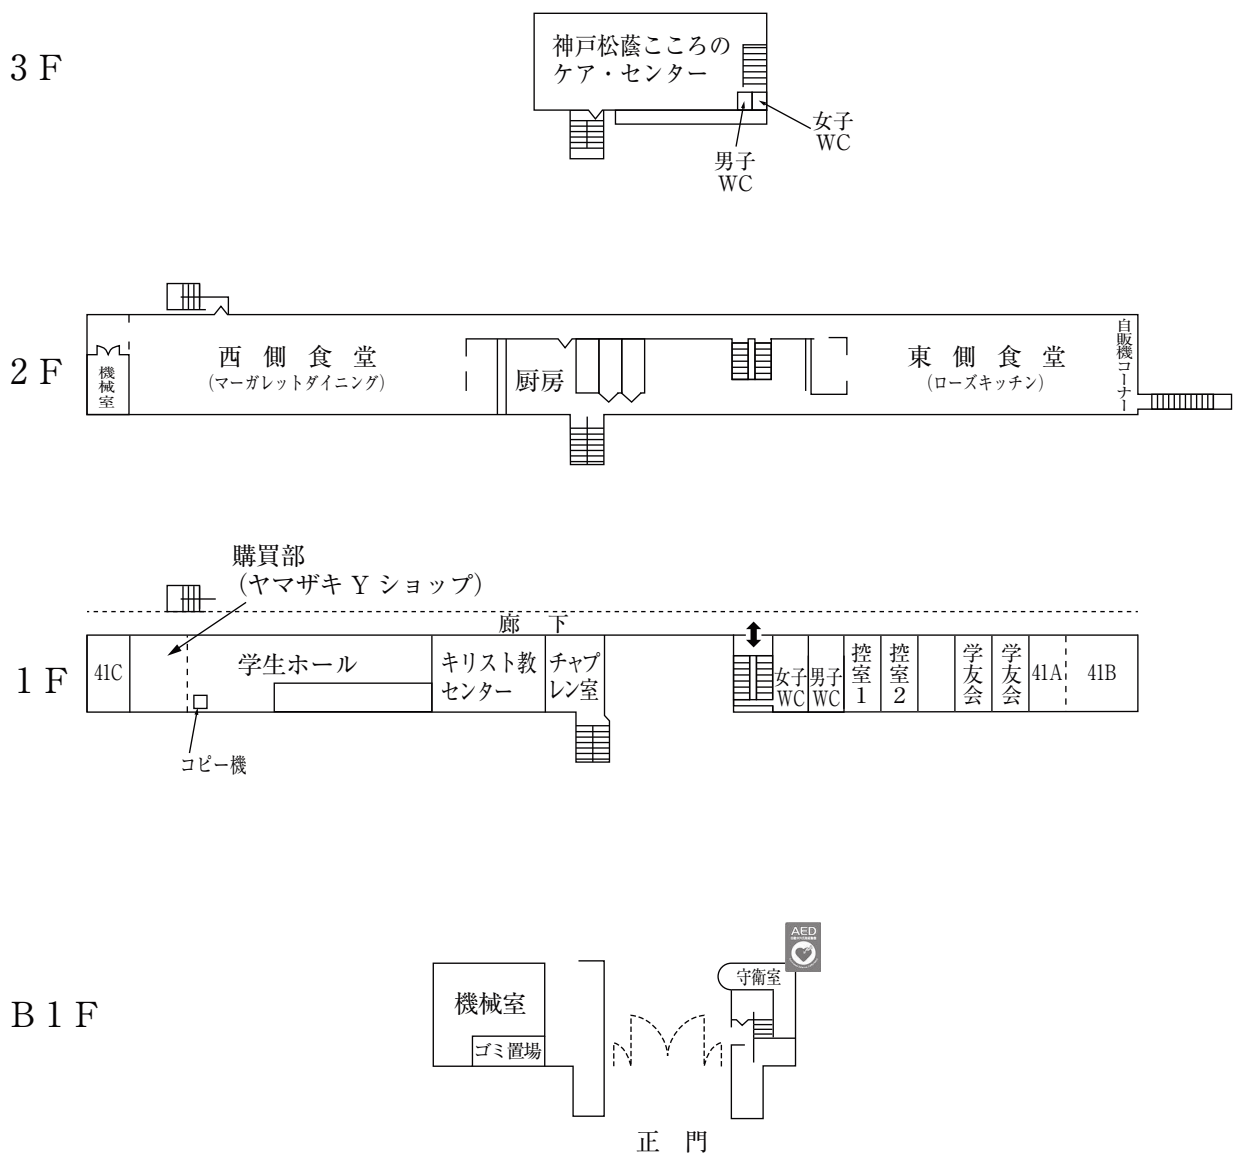 3 F
神戸松蔭こころの
ケア・センター
女子
WC
男子
WC
2 F
機械室
西側食堂
（マーガレットダイニング）
厨房
東側食堂
（ローズキッチン）
自販機コーナー
購買部
（ヤマザキ Y ショップ）
廊下
1 F
41C
学生ホール
キリスト教
センター
チャプ
レン室
女子
WC
男子
WC
控室1
控室2
学友会
学友会
41A
41B
コピー機
B 1 F
機械室
ゴミ置場
AED
守衛室
正門